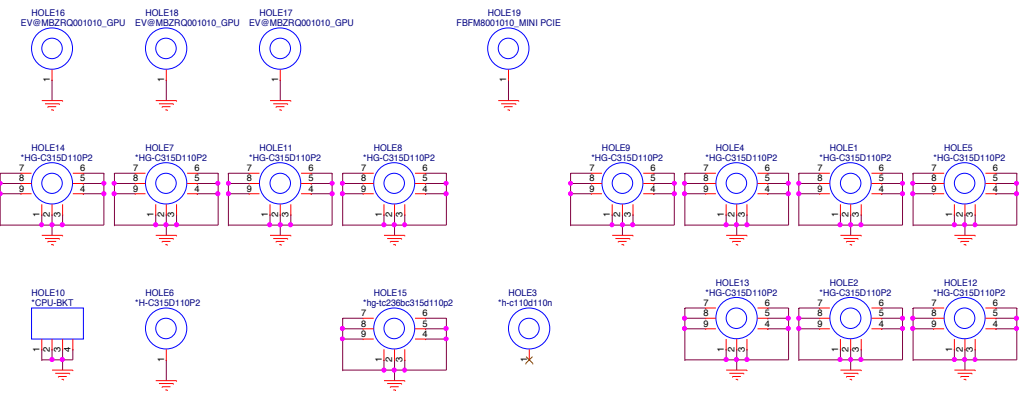 HOLE16
EV@MBZRQ001010_GPU
1
HOLE18
EV@MBZRQ001010_GPU
1
HOLE17
EV@MBZRQ001010_GPU
1
HOLE19
FBFM8001010_MINI PCIE
1
HOLE14
*HG-C315D110P2
7 6
8 5
9 4
1 2 3
HOLE7
*HG-C315D110P2
7 6
8 5
9 4
1 2 3
HOLE11
*HG-C315D110P2
7 6
8 5
9 4
1 2 3
HOLE8
*HG-C315D110P2
7 6
8 5
9 4
1 2 3
HOLE9
*HG-C315D110P2
7 6
8 5
9 4
1 2 3
HOLE4
*HG-C315D110P2
7 6
8 5
9 4
1 2 3
HOLE1
*HG-C315D110P2
7 6
8 5
9 4
1 2 3
HOLE5
*HG-C315D110P2
7 6
8 5
9 4
1 2 3
HOLE10
*CPU-BKT
1 2 3 4
HOLE6
*H-C315D110P2
1
HOLE15
*hg-tc236bc315d110p2
7 6
8 5
9 4
1 2 3
HOLE3
*h-c110d110n
1
HOLE13
*HG-C315D110P2
7 6
8 5
9 4
1 2 3
HOLE2
*HG-C315D110P2
7 6
8 5
9 4
1 2 3
HOLE12
*HG-C315D110P2
7 6
8 5
9 4
1 2 3